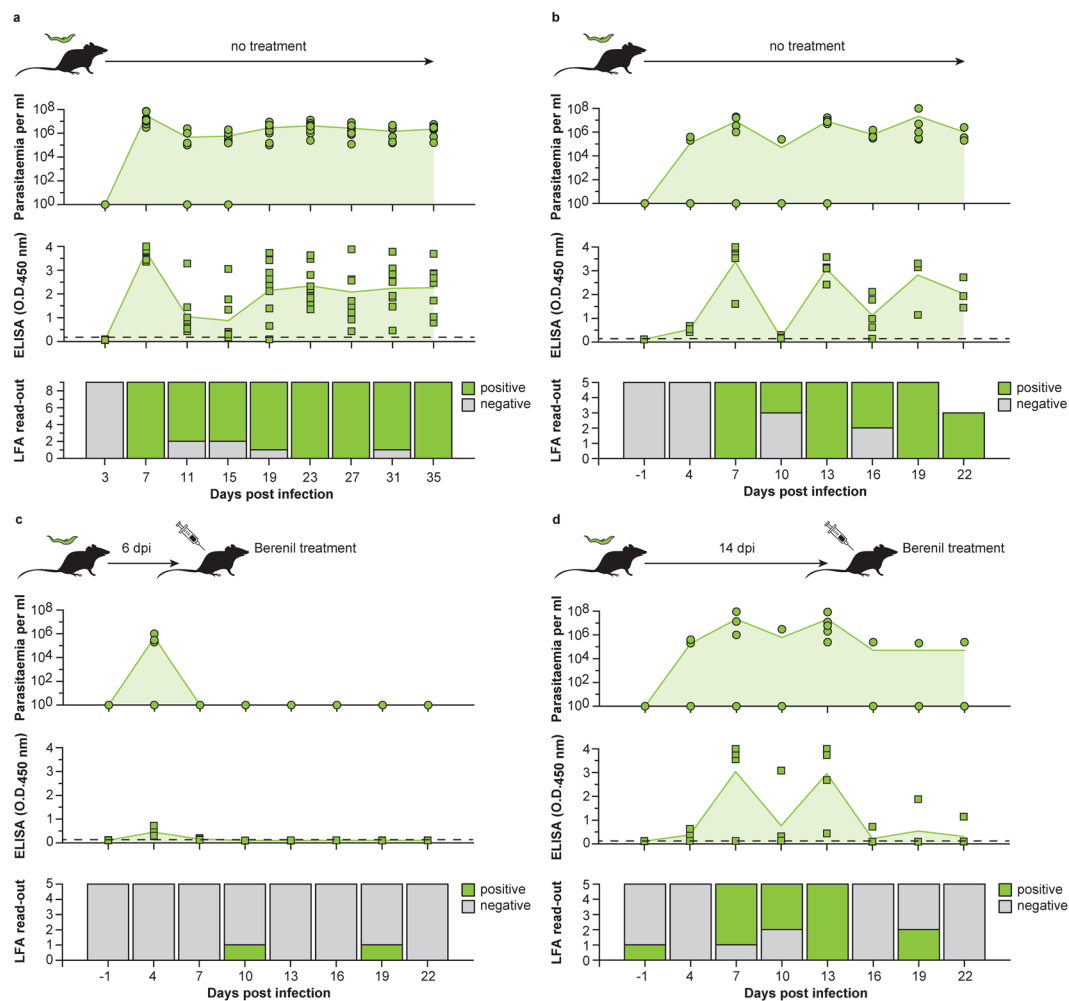 a
no treatment
Parasitaemia per ml
10^8
10^6
10^4
10^2
10^0
ELISA (O.D.450 nm)
4
3
2
1
0
LFA read-out
8
6
4
2
0
positive
negative
3 7 11 15 19 23 27 31 35
Days post infection
b
no treatment
Parasitaemia per ml
10^8
10^6
10^4
10^2
10^0
ELISA (O.D.450 nm)
4
3
2
1
0
LFA read-out
5
4
3
2
1
0
positive
negative
-1 4 7 10 13 16 19 22
Days post infection
c
6 dpi
Berenil treatment
Parasitaemia per ml
10^8
10^6
10^4
10^2
10^0
ELISA (O.D.450 nm)
4
3
2
1
0
LFA read-out
5
4
3
2
1
0
positive
negative
-1 4 7 10 13 16 19 22
Days post infection
d
14 dpi
Berenil treatment
Parasitaemia per ml
10^8
10^6
10^4
10^2
10^0
ELISA (O.D.450 nm)
4
3
2
1
0
LFA read-out
5
4
3
2
1
0
positive
negative
-1 4 7 10 13 16 19 22
Days post infection